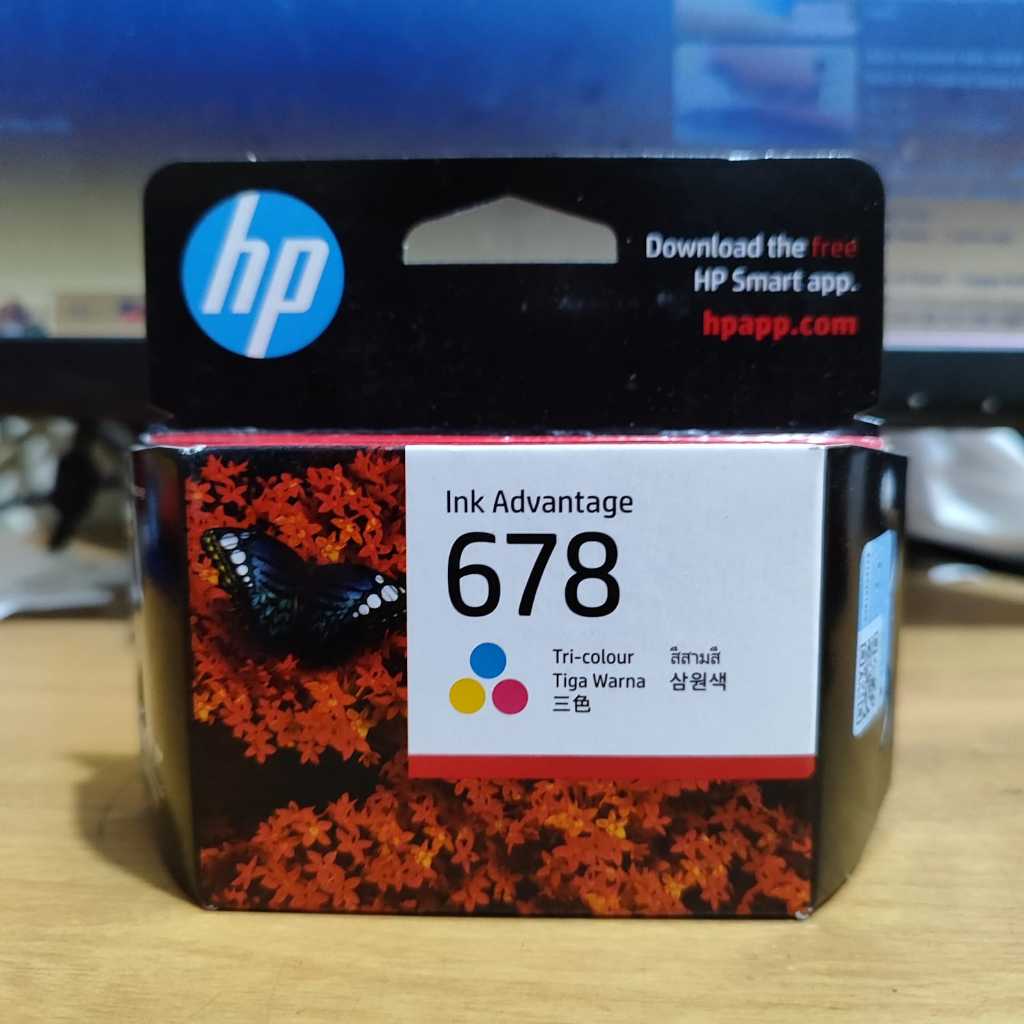 hp
Download the free
HP Smart app.
hpapp.com
Ink Advantage
678
Tri-colour
Tiga Warna
三色
สีสามสี
삼원색